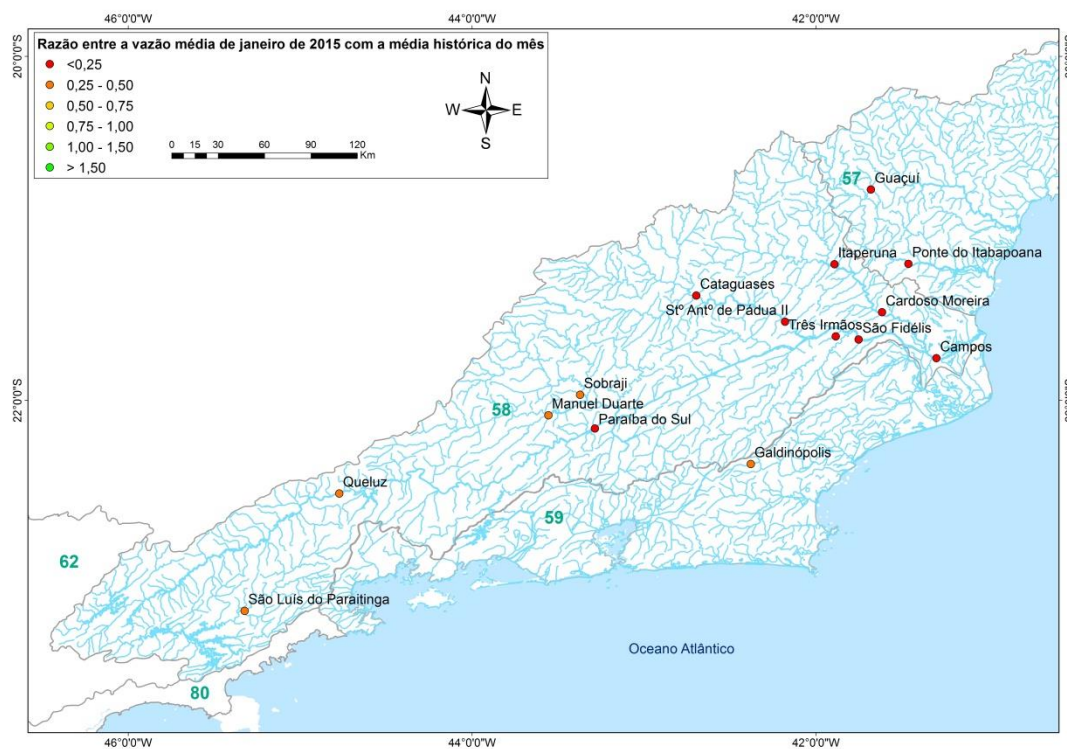 46°0'0"W 44°0'0"W 42°0'0"W
20°0'0"S
Razão entre a vazão média de janeiro de 2015 com a média histórica do mês
<0,25
0,25 - 0,50
0,50 - 0,75
0,75 - 1,00
1,00 - 1,50
> 1,50
N
W E
S
0 15 30 60 90 120
Km
57
Guaçuí
Itaperuna
Ponte do Itabapoana
Cataguases
Cardoso Moreira
Stº Antº de Pádua II
Três Irmãos
São Fidélis
Campos
Sobraji
22°0'0"S
58
Manuel Duarte
Paraíba do Sul
Galdinópolis
Queluz
59
62
São Luís do Paraitinga
Oceano Atlântico
80
46°0'0"W 44°0'0"W 42°0'0"W